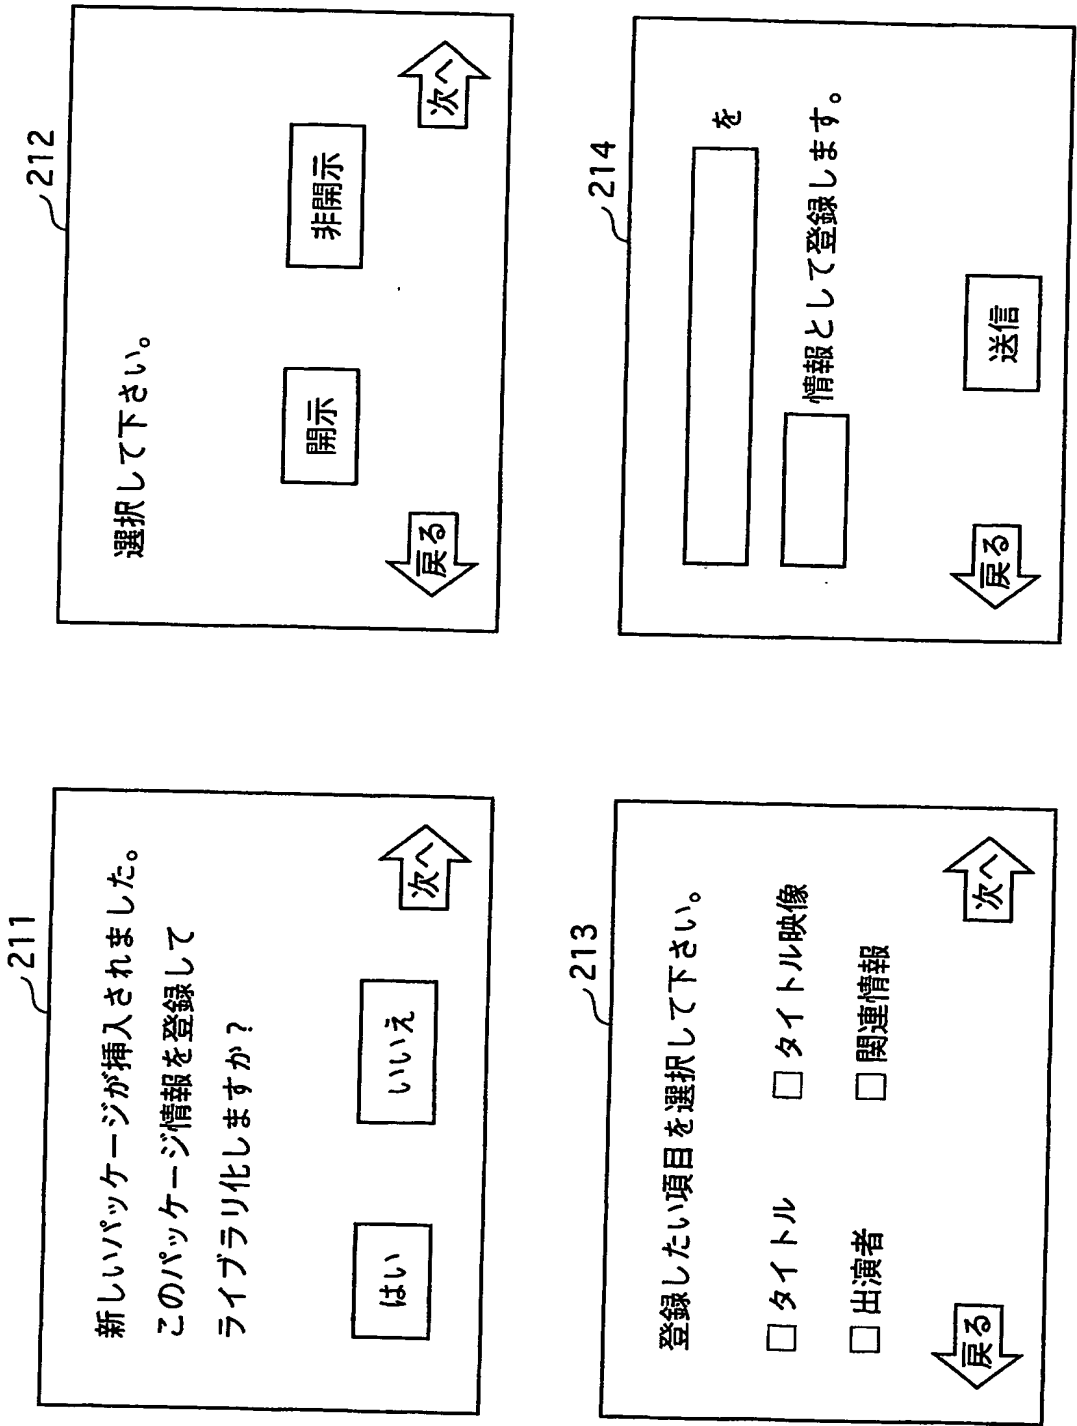 211
新しいパッケージが挿入されました。
このパッケージ情報を登録して
ライブラリ化しますか?
はい
いいえ
次へ
212
選択して下さい。
開示
非開示
戻る
次へ
213
登録したい項目を選択して下さい。
□ タイトル
□ タイトル映像
□ 出演者
□ 関連情報
戻る
次へ
214
を
情報として登録します。
戻る
送信